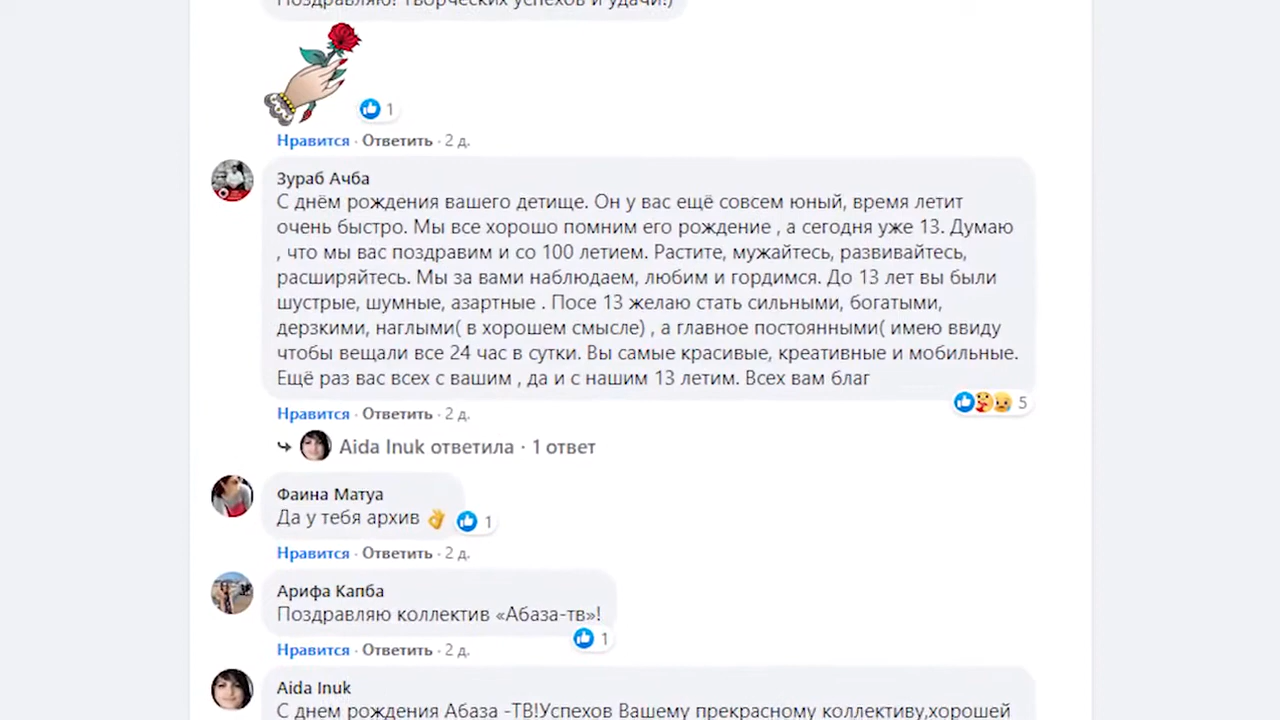 Поздравляю! Творческих успехов и удачи!)
1
Нравится · Ответить · 2 д.
Зураб Ачба
С днём рождения вашего детище. Он у вас ещё совсем юный, время летит
очень быстро. Мы все хорошо помним его рождение , а сегодня уже 13. Думаю
, что мы вас поздравим и со 100 летием. Растите, мужайтесь, развивайтесь,
расширяйтесь. Мы за вами наблюдаем, любим и гордимся. До 13 лет вы были
шустрые, шумные, азартные . Посе 13 желаю стать сильными, богатыми,
дерзкими, наглыми( в хорошем смысле) , а главное постоянными( имею ввиду
чтобы вещали все 24 час в сутки. Вы самые красивые, креативные и мобильные.
Ещё раз вас всех с вашим , да и с нашим 13 летим. Всех вам благ
5
Нравится · Ответить · 2 д.
Aida Inuk ответила · 1 ответ
Фаина Матуа
Да у тебя архив 👌 1
Нравится · Ответить · 2 д.
Арифа Капба
Поздравляю коллектив «Абаза-тв»!
1
Нравится · Ответить · 2 д.
Aida Inuk
С днем рождения Абаза -ТВ!Успехов Вашему прекрасному коллективу,хорошей